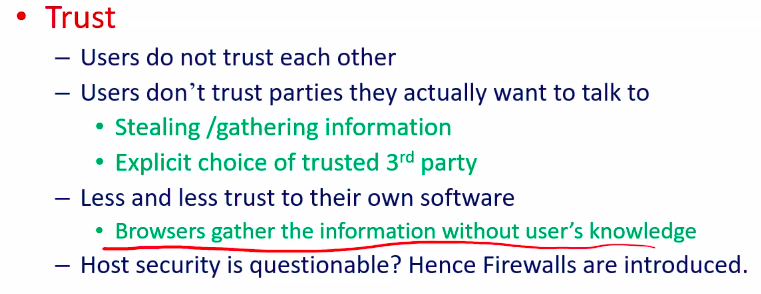 • Trust
– Users do not trust each other
– Users don't trust parties they actually want to talk to
• Stealing /gathering information
• Explicit choice of trusted 3rd party
– Less and less trust to their own software
• Browsers gather the information without user's knowledge
– Host security is questionable? Hence Firewalls are introduced.